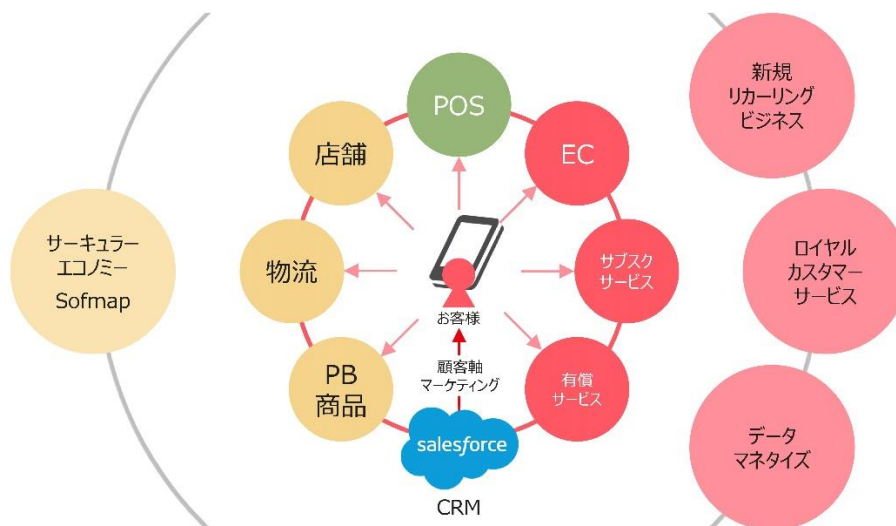 POS
店舗
EC
新規
リカーリング
ビジネス
サーキュラー
エコノミー
Sofmap
物流
お客様
サブスク
サービス
ロイヤル
カスタマー
サービス
PB
商品
顧客軸
マーケティング
有償
サービス
データ
マネタイズ
salesforce
CRM